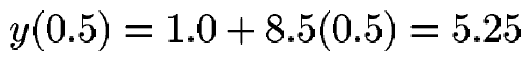 y(0.5) = 1.0 + 8.5(0.5) = 5.25